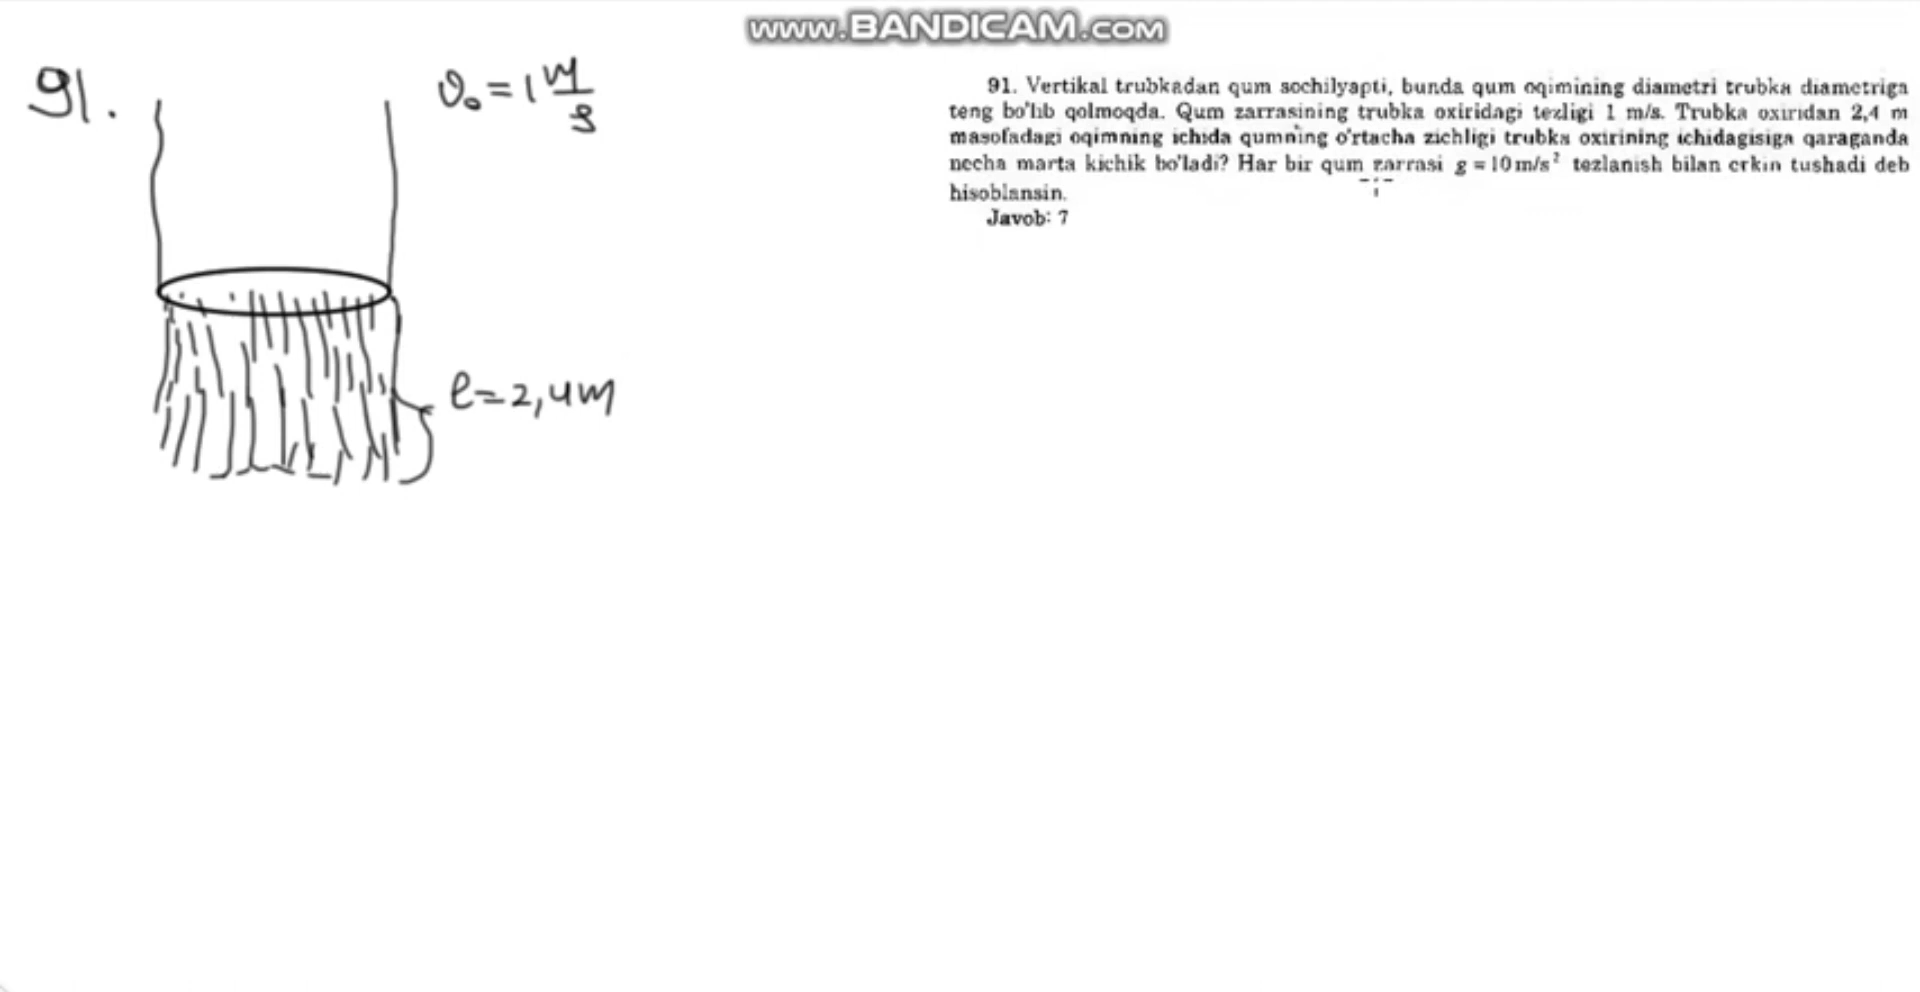 www.BANDICAM.com
91.
ϑ₀ = 1 m/s
ℓ = 2,4m
91. Vertikal trubkadan qum sochilyapti, bunda qum oqimining diametri trubka diametriga
teng bo'lib qolmoqda. Qum zarrasining trubka oxiridagi tezligi 1 m/s. Trubka oxiridan 2,4 m
masofadagi oqimning ichida qumning o'rtacha zichligi trubka oxirining ichidagisiga qaraganda
necha marta kichik bo'ladi? Har bir qum zarrasi g = 10 m/s² tezlanish bilan erkin tushadi deb
hisoblansin.
Javob: 7